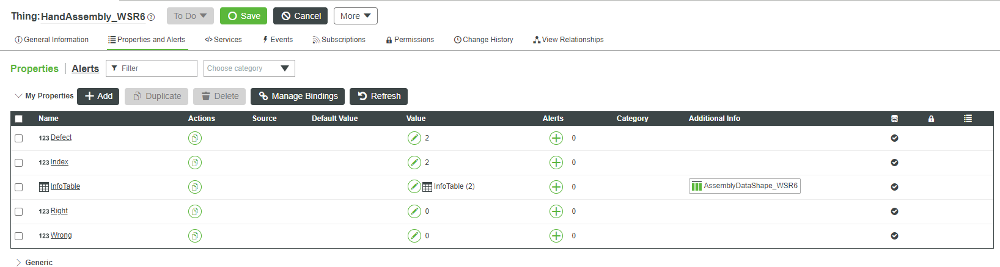 Thing: HandAssembly_WSR6 ? To Do Save Cancel More
General Information Properties and Alerts </> Services Events Subscriptions Permissions Change History View Relationships
Properties | Alerts Filter Choose category
My Properties Add Duplicate Delete Manage Bindings Refresh
Name Actions Source Default Value Value Alerts Category Additional Info
123 Defect 2 0
123 Index 2 0
InfoTable InfoTable (2) 0 AssemblyDataShape_WSR6
123 Right 0 0
123 Wrong 0 0
Generic